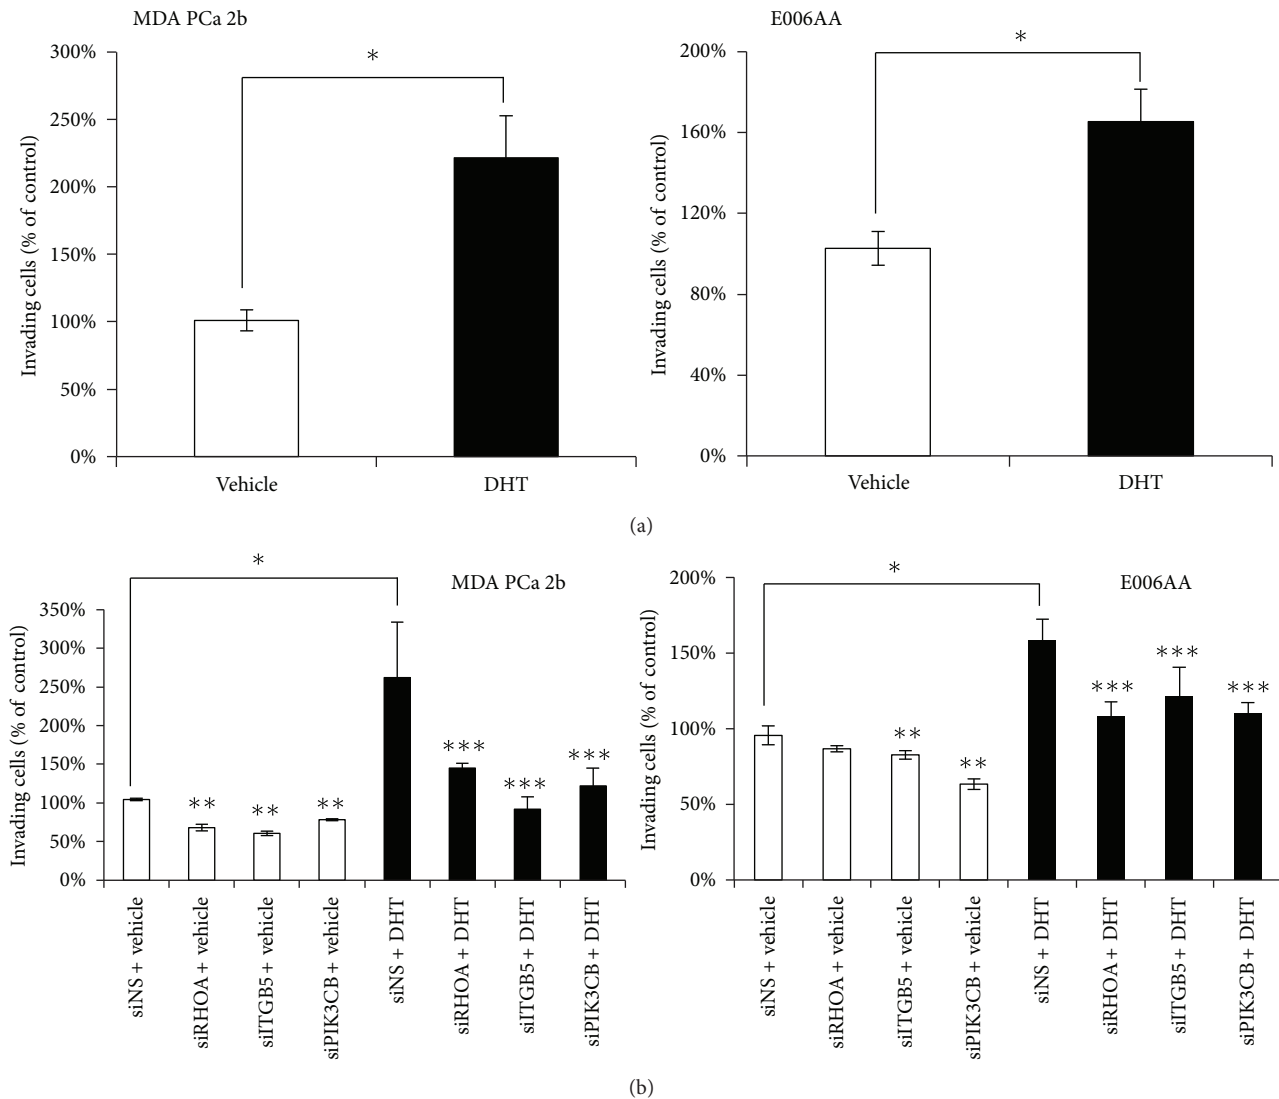 MDA PCa 2b
300%
250%
200%
150%
100%
50%
0%
Invading cells (% of control)
*
Vehicle
DHT
E006AA
200%
160%
120%
80%
40%
0%
Invading cells (% of control)
*
Vehicle
DHT
(a)
MDA PCa 2b
350%
300%
250%
200%
150%
100%
50%
0%
Invading cells (% of control)
*
**
**
**
***
***
***
siNS + vehicle
siRHOA + vehicle
siITGB5 + vehicle
siPIK3CB + vehicle
siNS + DHT
siRHOA + DHT
siITGB5 + DHT
siPIK3CB + DHT
E006AA
200%
150%
100%
50%
0%
Invading cells (% of control)
*
**
**
***
***
***
siNS + vehicle
siRHOA + vehicle
siITGB5 + vehicle
siPIK3CB + vehicle
siNS + DHT
siRHOA + DHT
siITGB5 + DHT
siPIK3CB + DHT
(b)